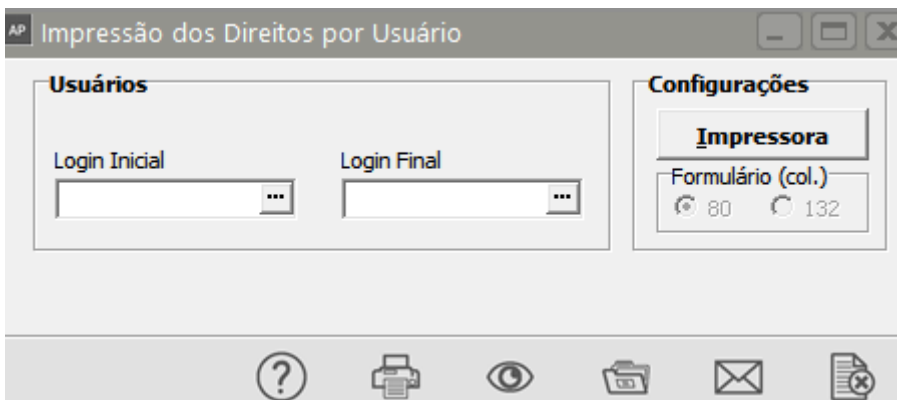 AP Impressão dos Direitos por Usuário
Usuários
Login Inicial
Login Final
...
...
Configurações
Impressora
Formulário (col.)
80
132
?